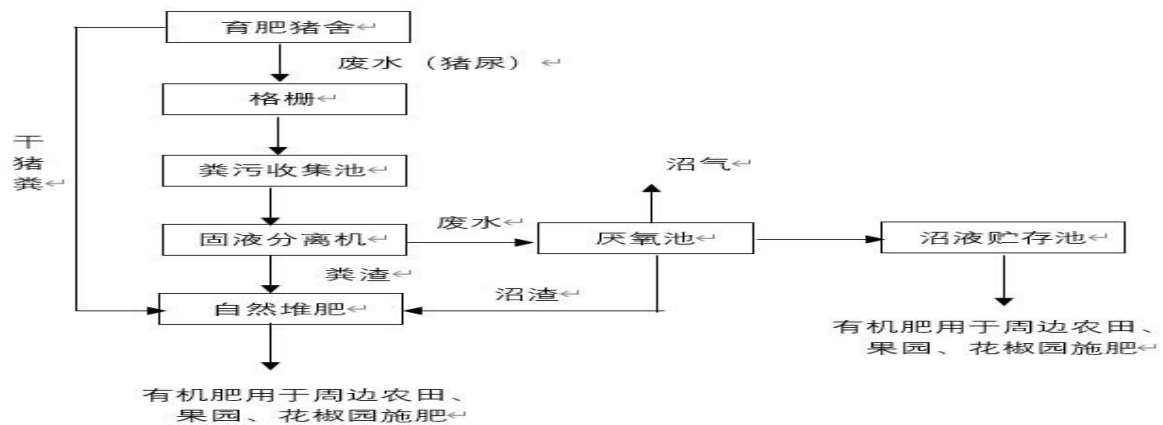 育肥猪舍↵
废水（猪尿）↵
格栅↵
干
猪
粪↵
粪污收集池↵
沼气↵
固液分离机↵
废水↵
厌氧池↵
沼液贮存池↵
粪渣↵
沼渣↵
自然堆肥↵
有机肥用于周边农田、
果园、花椒园施肥↵
有机肥用于周边农田、
果园、花椒园施肥↵